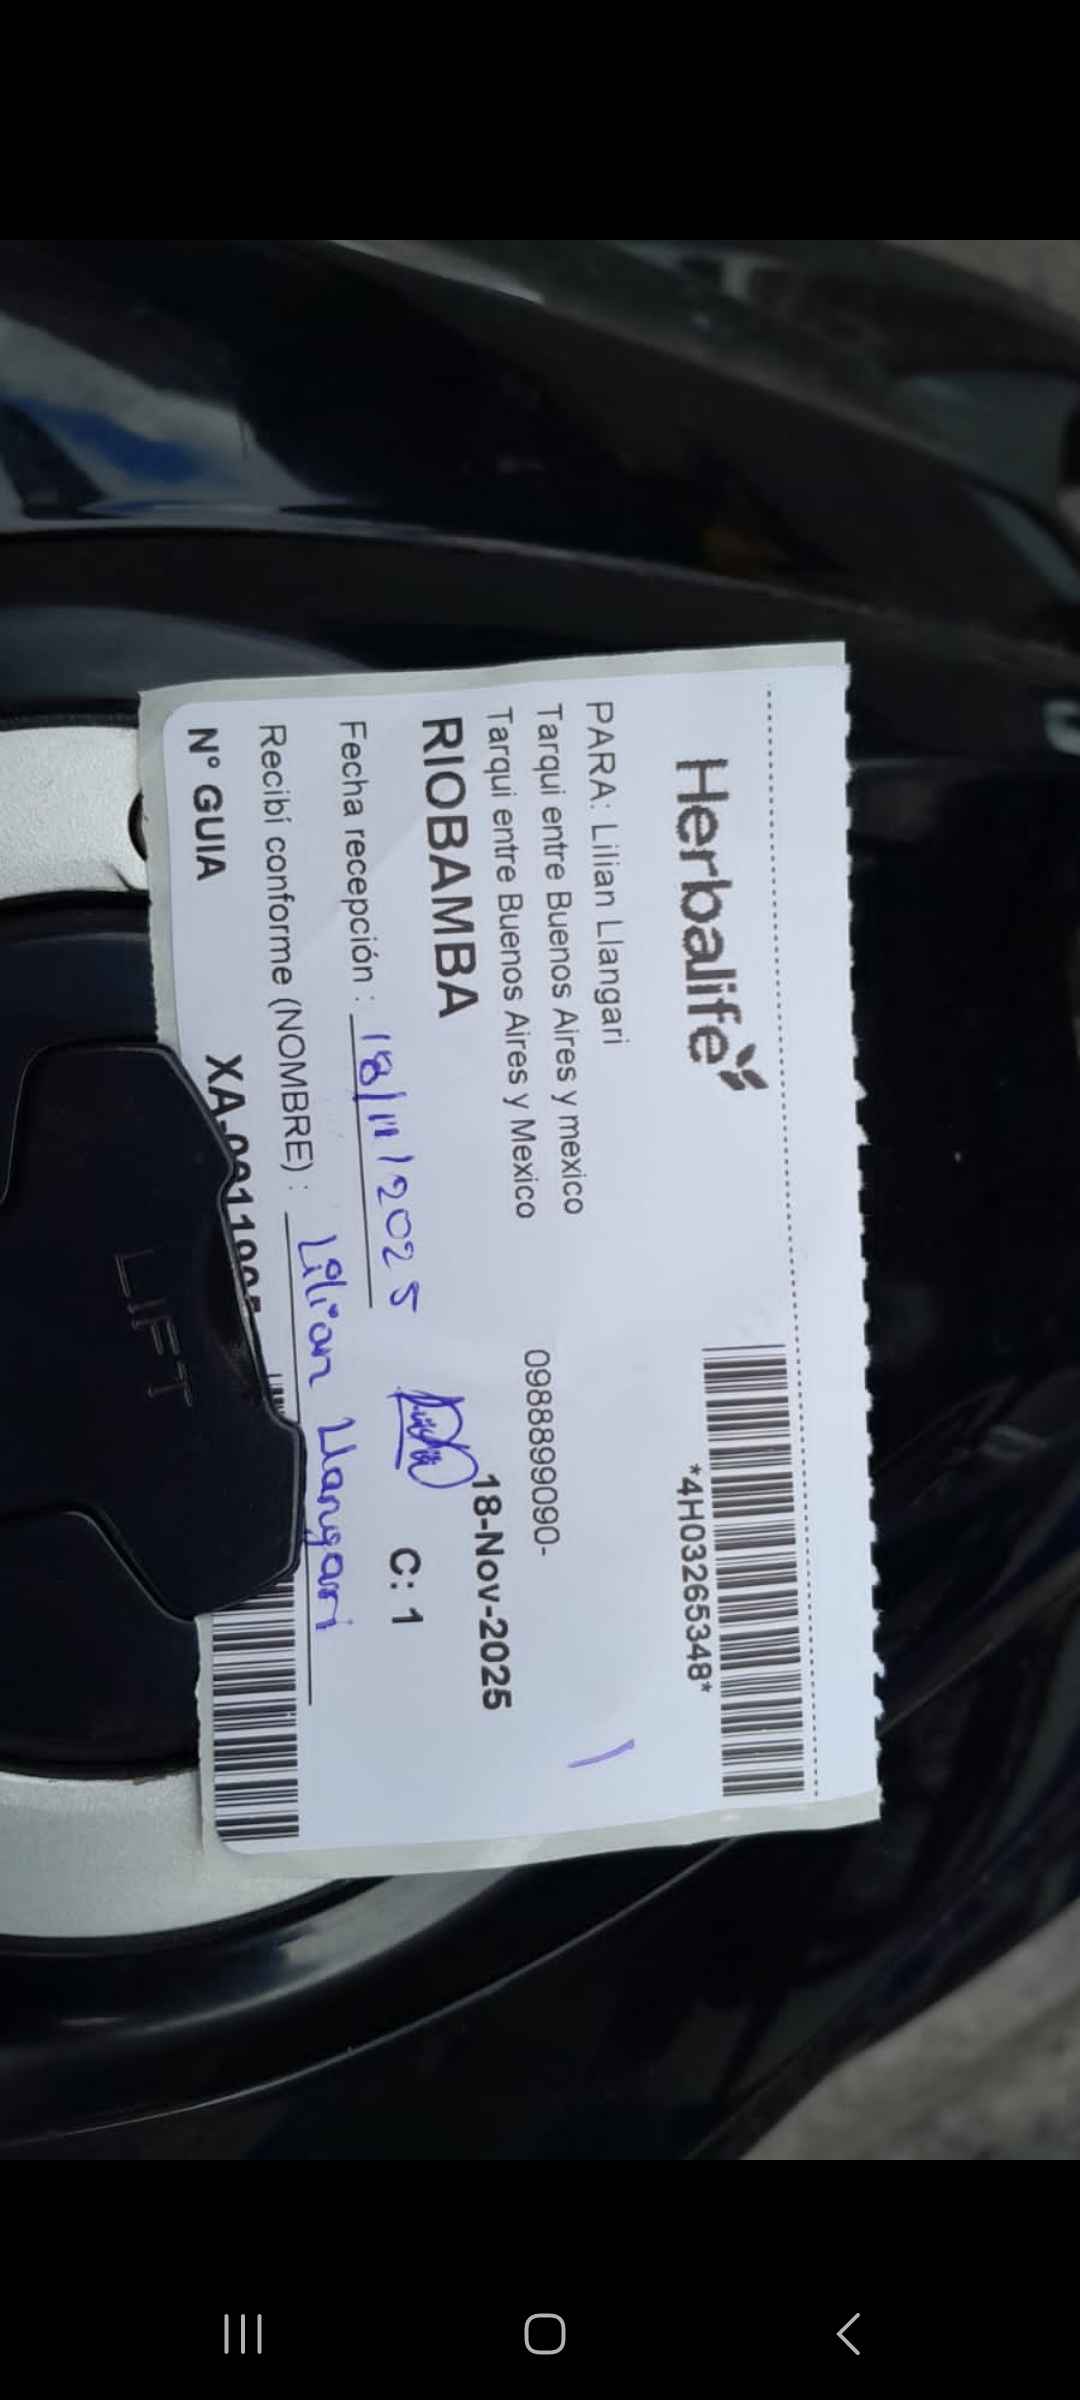 Herbalife
*4H03265348*
PARA: Lilian Llangari
Tarqui entre Buenos Aires y mexico
Tarqui entre Buenos Aires y Mexico
098899090-
RIOBAMBA
18-Nov-2025
Fecha recepción : 18/11/2025
C: 1
Recibí conforme (NOMBRE) : Lilian Llangari
N° GUIA
LIFT